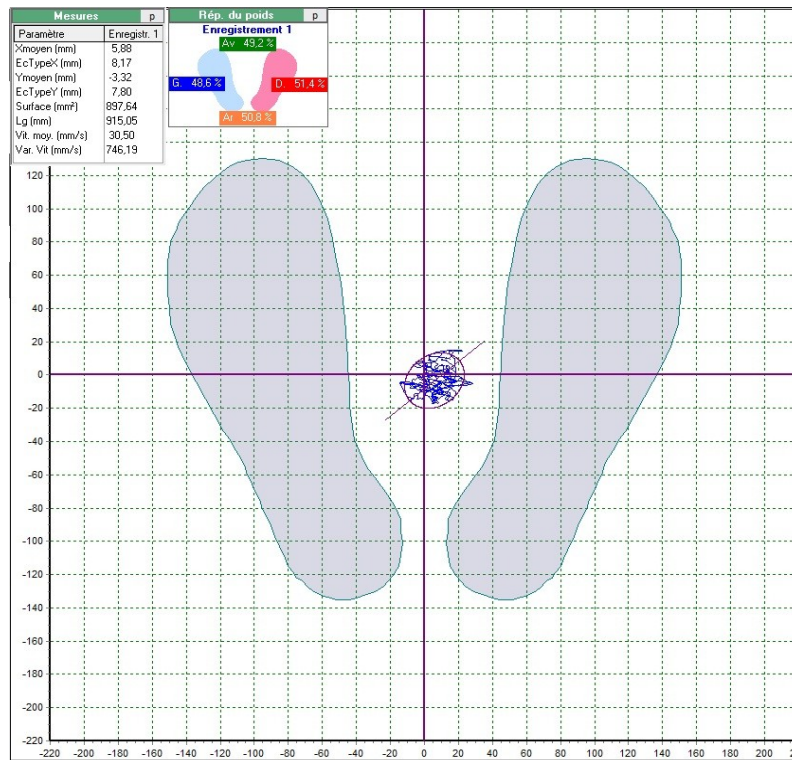 Mesures p
Paramètre Enregistr. 1
Xmoyen (mm) 5,88
EcTypeX (mm) 8,17
Ymoyen (mm) -3,32
EcTypeY (mm) 7,80
Surface (mm²) 897,64
Lg (mm) 915,05
Vit. moy. (mm/s) 30,50
Var. Vit (mm/s) 746,19
Rép. du poids p
Enregistrement 1
Av 49,2 %
G. 48,6 % D. 51,4 %
Ar 50,8 %
120
100
80
60
40
20
0
-20
-40
-60
-80
-100
-120
-140
-160
-180
-200
-220
-220 -200 -180 -160 -140 -120 -100 -80 -60 -40 -20 0 20 40 60 80 100 120 140 160 180 200